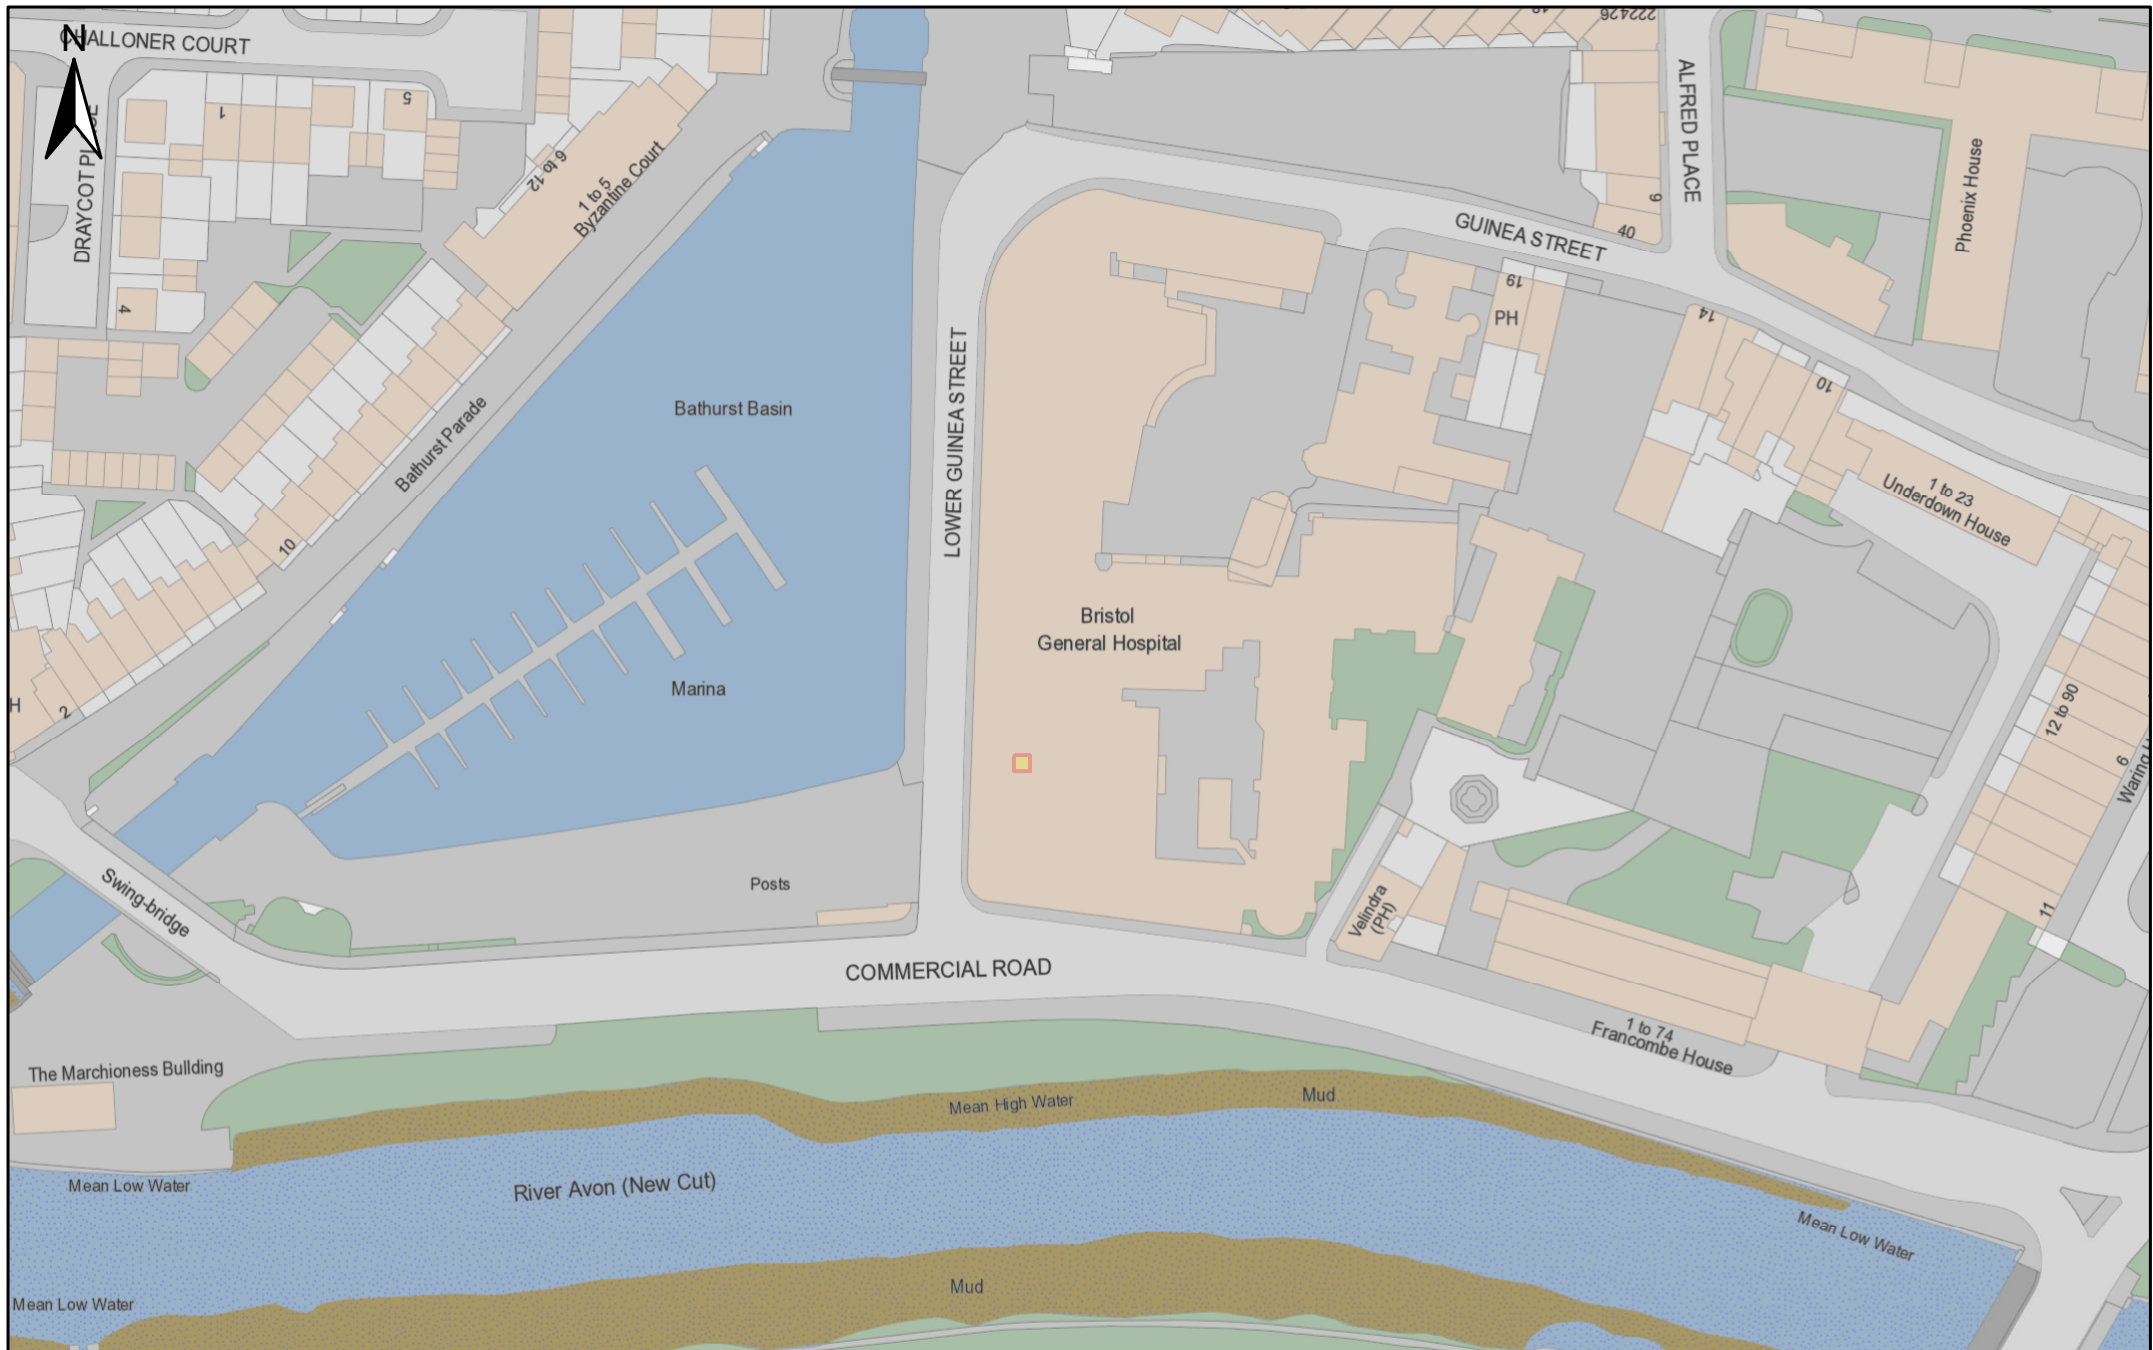 N
CHALLONER COURT
DRAYCOT PL
SE
1
5
4
6 to 12
1 to 5
Byzantine Court
222426
ALFRED PLACE
9
40
GUINEA STREET
Phoenix House
19
PH
14
10
1 to 23
Underdown House
Bathurst Parade
10
Bathurst Basin
LOWER GUINEA STREET
Bristol
General Hospital
Marina
H
2
12 to 90
6
Waring H
11
Swing-bridge
Posts
Velindra
(PH)
COMMERCIAL ROAD
1 to 74
Francombe House
The Marchioness Bullding
Mean High Water
Mud
Mean Low Water
River Avon (New Cut)
Mean Low Water
Mud
Mean Low Water